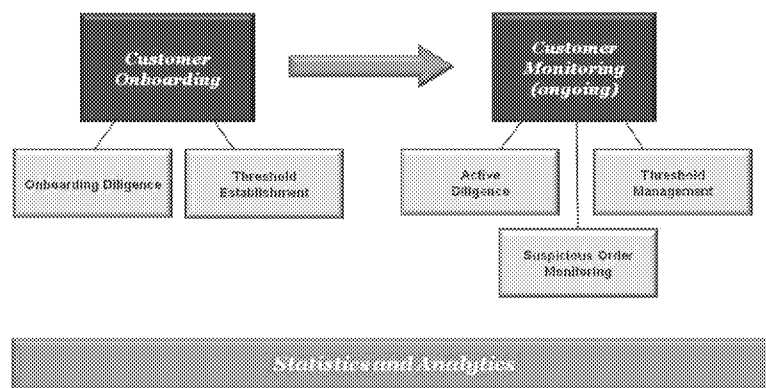 Customer
Onboarding
Customer
Monitoring
(ongoing)
Onboarding Diligence
Threshold
Establishment
Active
Diligence
Threshold
Management
Suspicious Order
Monitoring
Statistics and Analytics